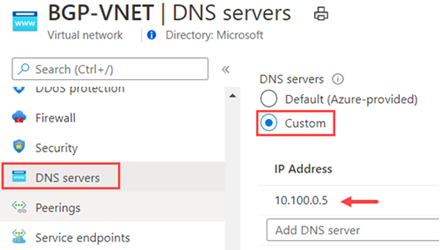 BGP-VNET | DNS servers
Virtual network
Directory: Microsoft
Search (Ctrl+/)
«
DDoS protection
Firewall
Security
DNS servers
Peerings
Service endpoints
DNS servers
Default (Azure-provided)
Custom
IP Address
10.100.0.5
Add DNS server